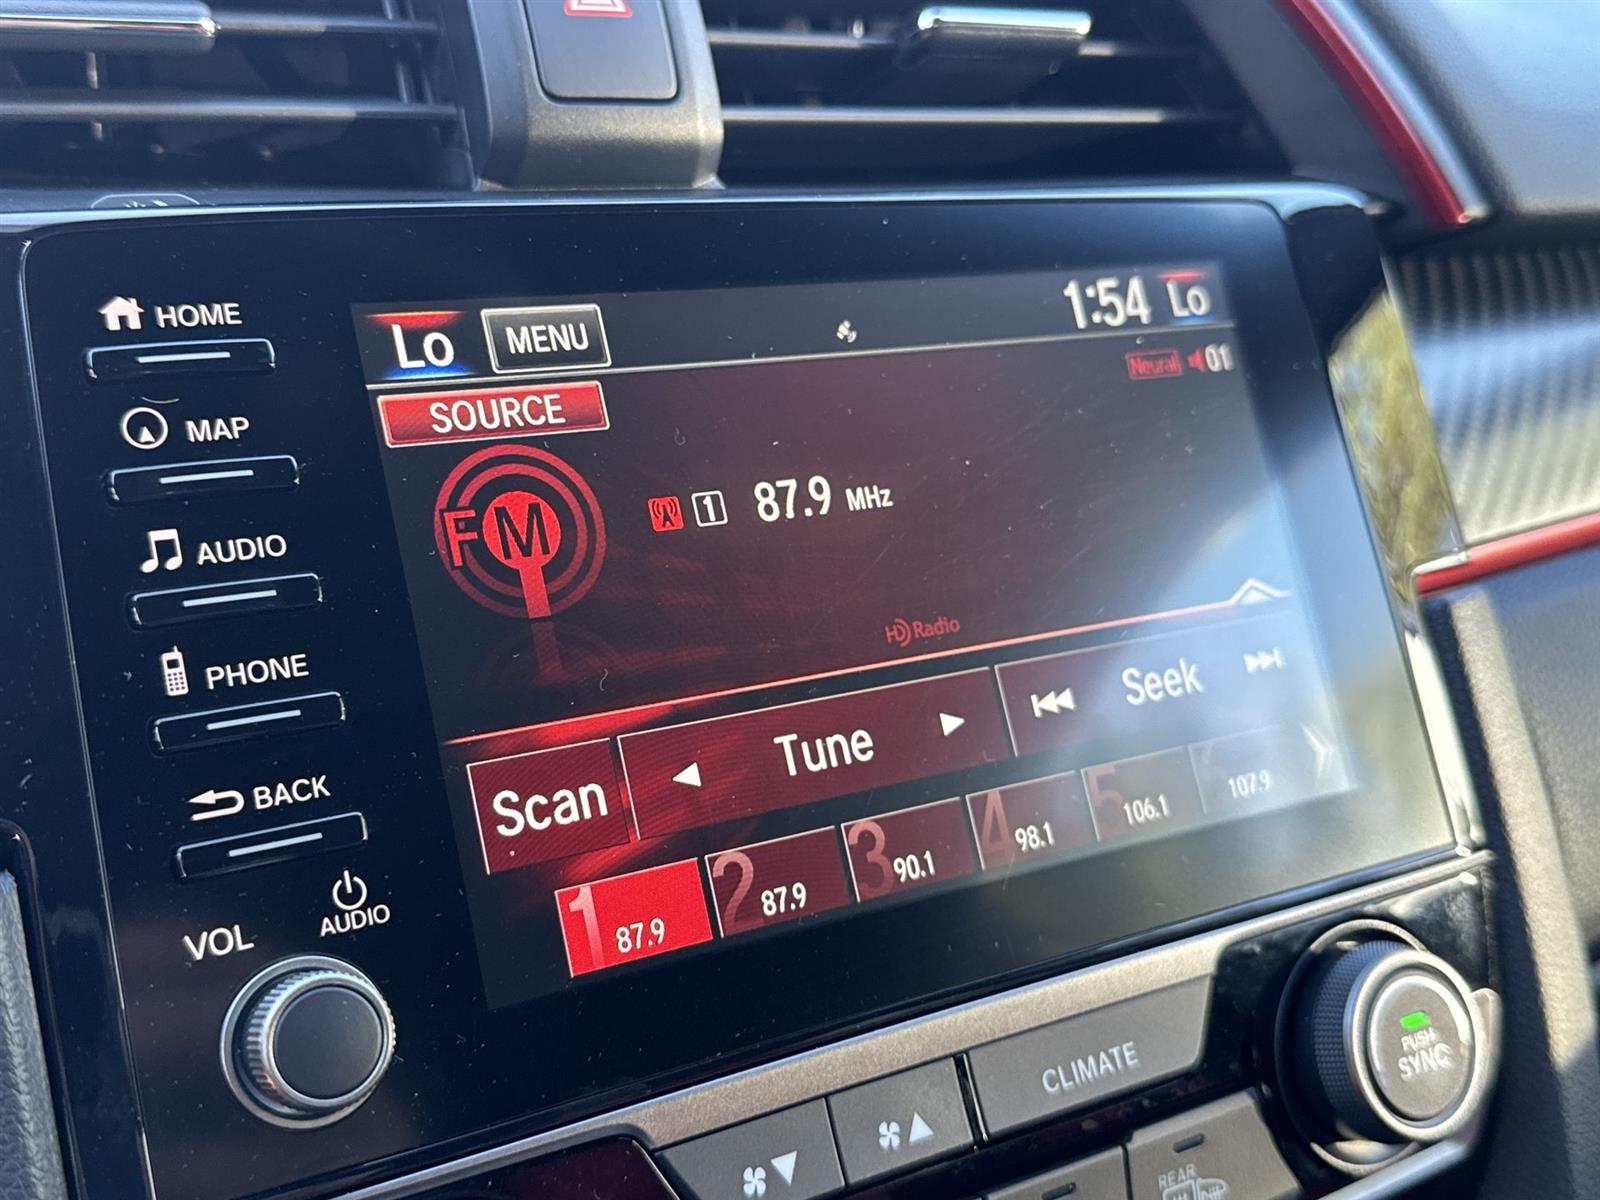 HOME
MAP
AUDIO
PHONE
BACK
VOL
AUDIO
Lo
MENU
1:54
Lo
SOURCE
Neural
01
FM
1
87.9 MHz
HD Radio
Scan
Tune
Seek
1
87.9
2
87.9
3
90.1
4
98.1
5
106.1
6
107.9
CLIMATE
PUSH
SYNC
REAR